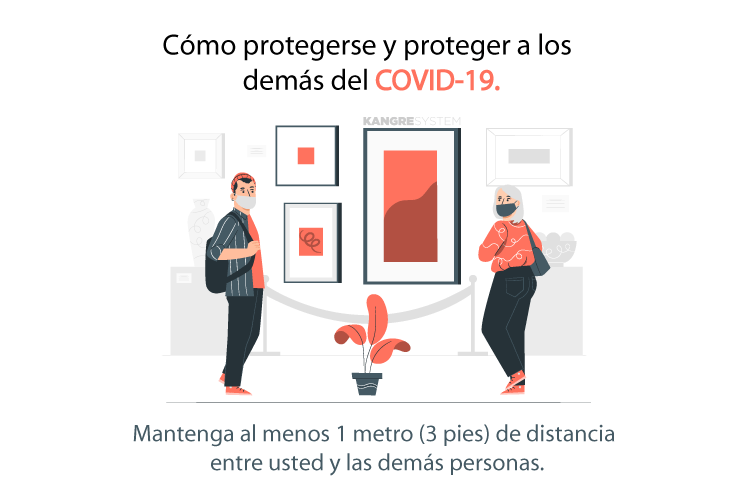 Cómo protegerse y proteger a los
demás del COVID-19.
KANGRESYSTEM
Mantenga al menos 1 metro (3 pies) de distancia
entre usted y las demás personas.